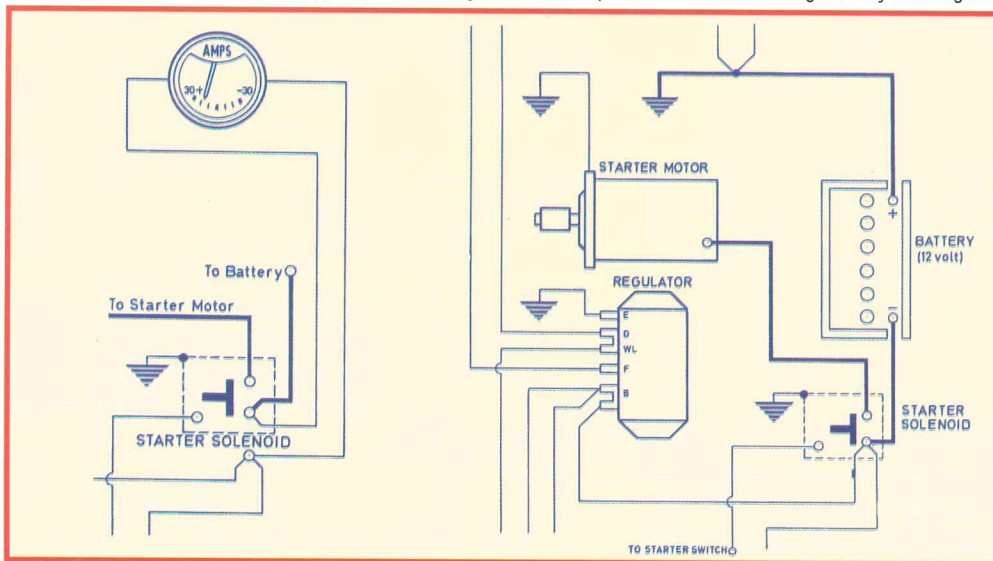 AMPS
30+
-30
To Battery
To Starter Motor
STARTER SOLENOID
STARTER MOTOR
REGULATOR
E
D
WL
F
B
+
BATTERY
(12 volt)
−
STARTER
SOLENOID
TO STARTER SWITCH